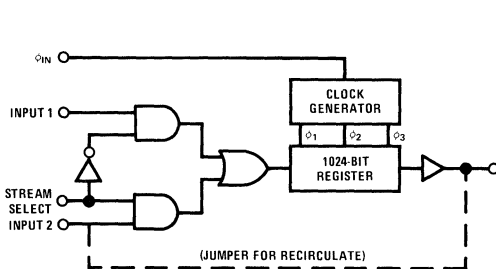 ϕIN
CLOCK
GENERATOR
INPUT 1
ϕ1 ϕ2 ϕ3
1024-BIT
REGISTER
STREAM
SELECT
INPUT 2
(JUMPER FOR RECIRCULATE)